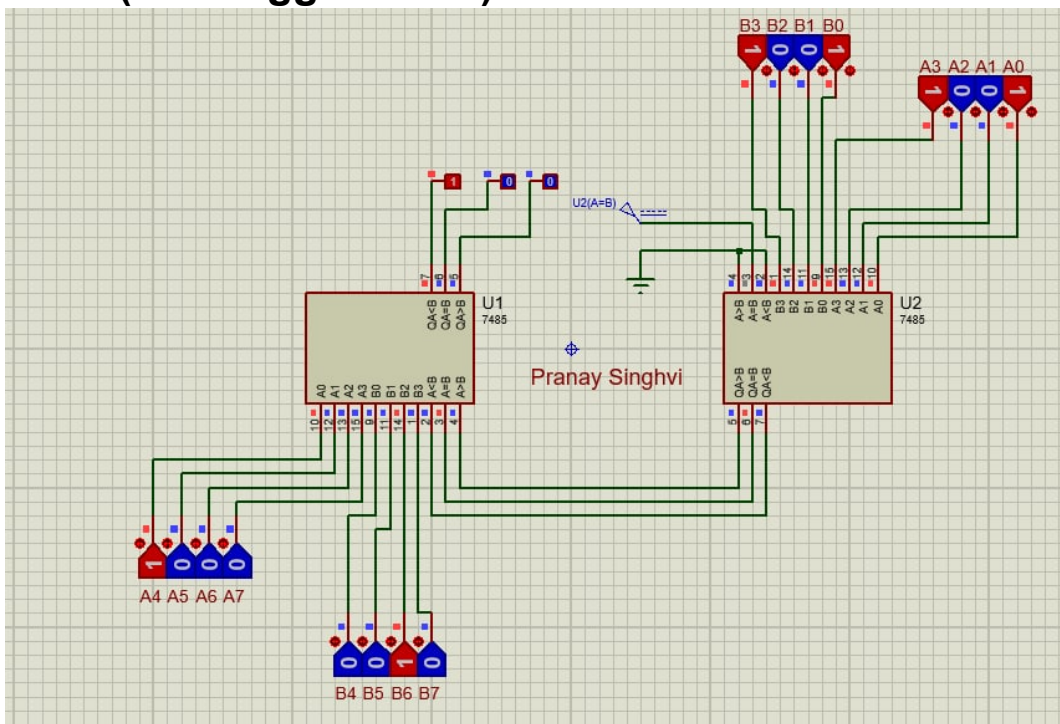 B3 B2 B1 B0
1 0 0 1
A3 A2 A1 A0
1 0 0 1
1 0 0
U2(A=B)
7 6 5
QA<B QA=B QA>B
U1
7485
4 3 2 1 14 11 9 15 13 12 10
A>B A=B A<B B3 B2 B1 B0 A3 A2 A1 A0
U2
7485
Pranay Singhvi
A0 A1 A2 A3 B0 B1 B2 B3 A<B A=B A>B
10 12 13 15 9 11 14 1 2 3 4
QA>B QA=B QA<B
5 6 7
1 0 0 0
A4 A5 A6 A7
0 0 1 0
B4 B5 B6 B7